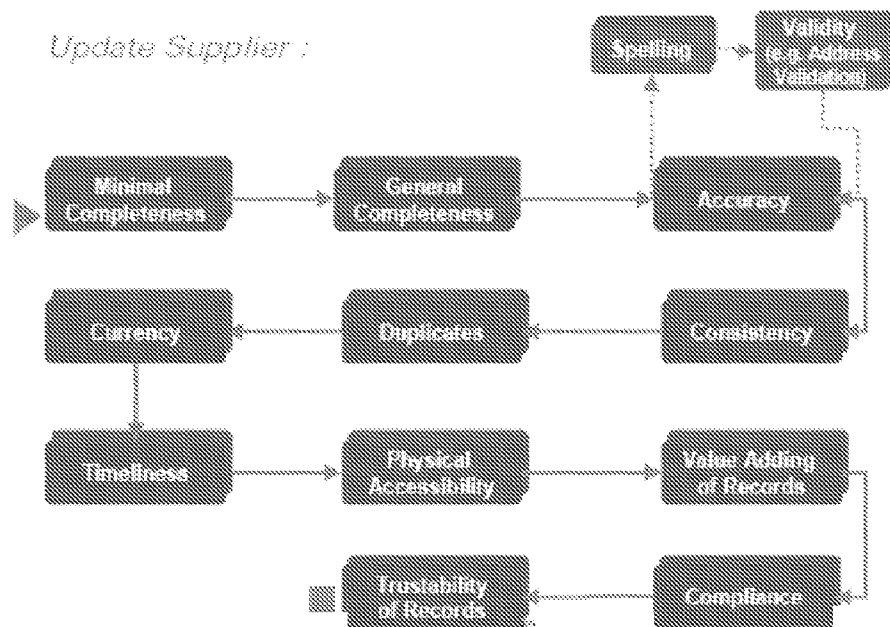 Update Supplier :
Spelling
Validity
(e.g. Address
Validation)
Minimal
Completeness
General
Completeness
Accuracy
Currency
Duplicates
Consistency
Timeliness
Physical
Accessibility
Value Adding
of Records
Trustability
of Records
Compliance